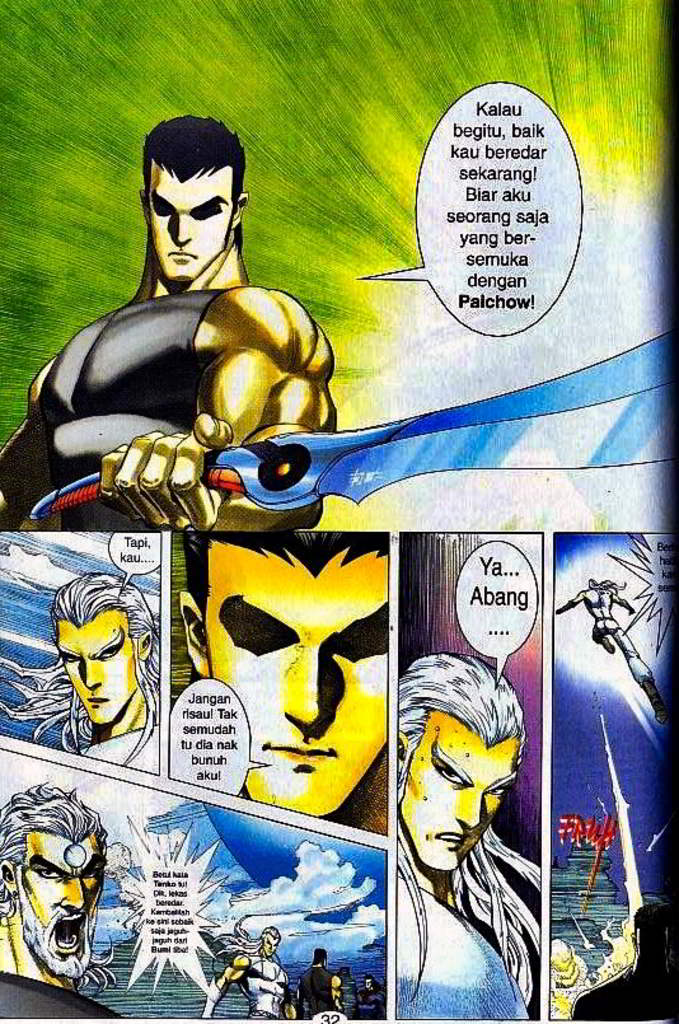 Kalau
begitu, baik
kau beredar
sekarang!
Biar aku
seorang saja
yang ber-
semuka
dengan
Paichow!
Tapi,
kau....
Jangan
risau! Tak
semudah
tu dia nak
bunuh
aku!
Ya...
Abang
....
Betul kata
Tenko tu!
Dik, lekas
beredar.
Kembalilah
ke sini sebaik
saja jauh-
jaguh dari
Bumi tiba!
32